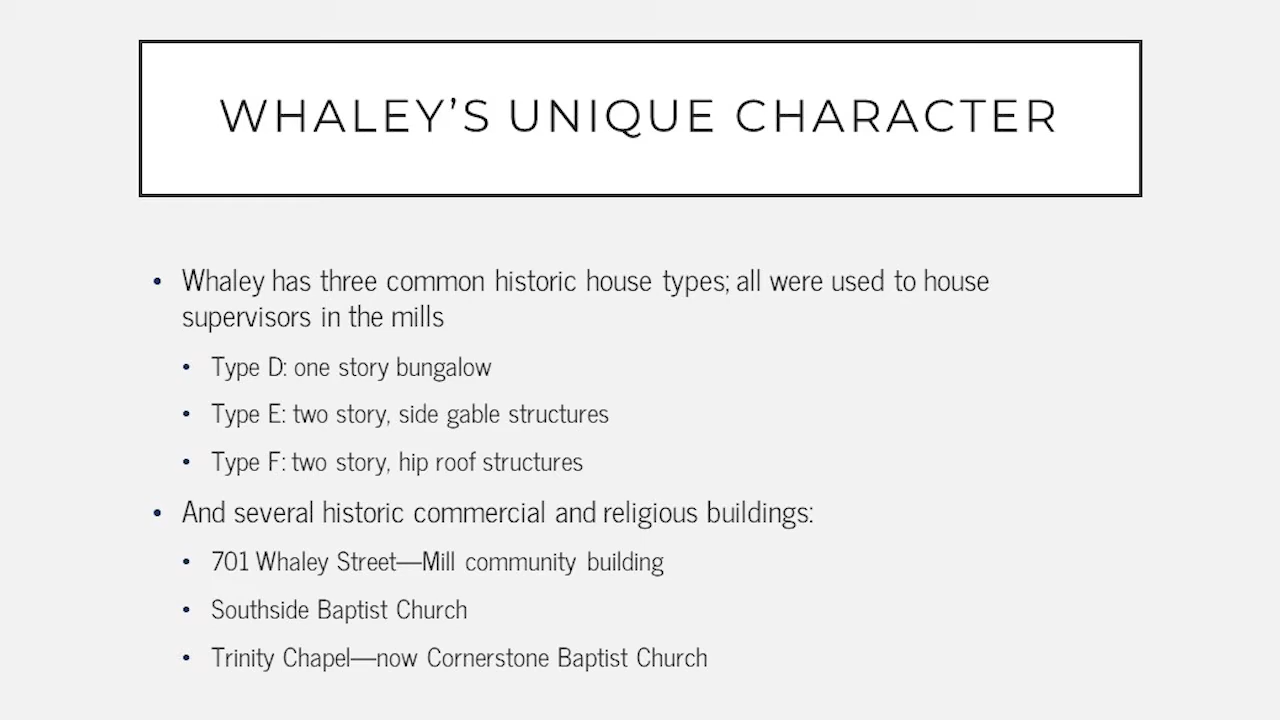 WHALEY’S UNIQUE CHARACTER
• Whaley has three common historic house types; all were used to house
supervisors in the mills
• Type D: one story bungalow
• Type E: two story, side gable structures
• Type F: two story, hip roof structures
• And several historic commercial and religious buildings:
• 701 Whaley Street—Mill community building
• Southside Baptist Church
• Trinity Chapel—now Cornerstone Baptist Church